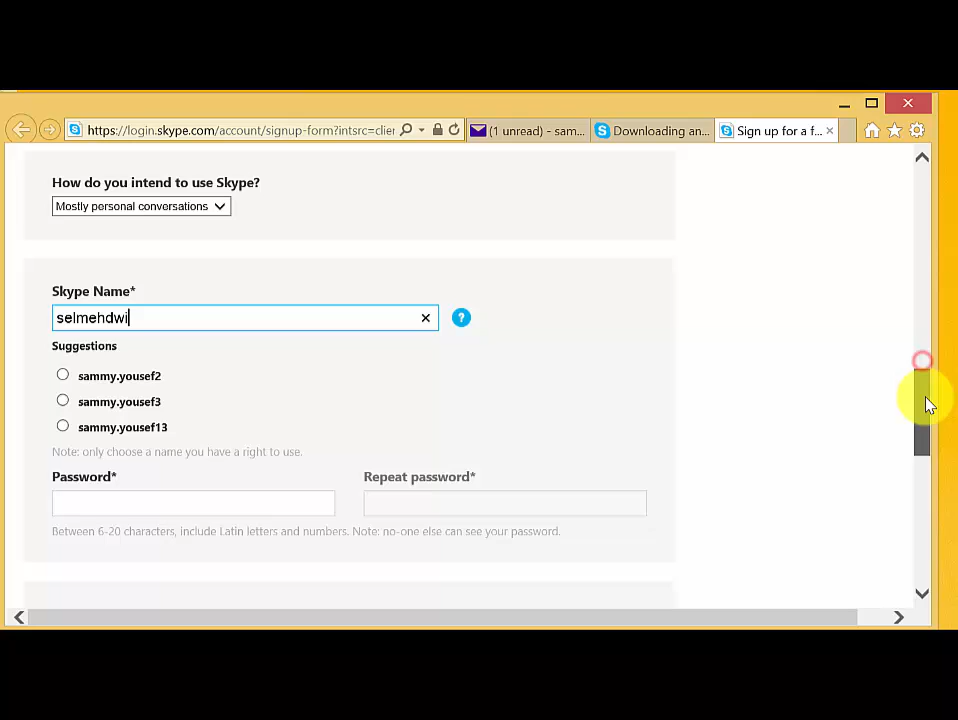 https://login.skype.com/account/signup-form?intsrc=clier
(1 unread) - sam...
Downloading an...
Sign up for a f...
How do you intend to use Skype?
Mostly personal conversations
Skype Name*
selmehdwi
Suggestions
sammy.yousef2
sammy.yousef3
sammy.yousef13
Note: only choose a name you have a right to use.
Password*
Repeat password*
Between 6-20 characters, include Latin letters and numbers. Note: no-one else can see your password.